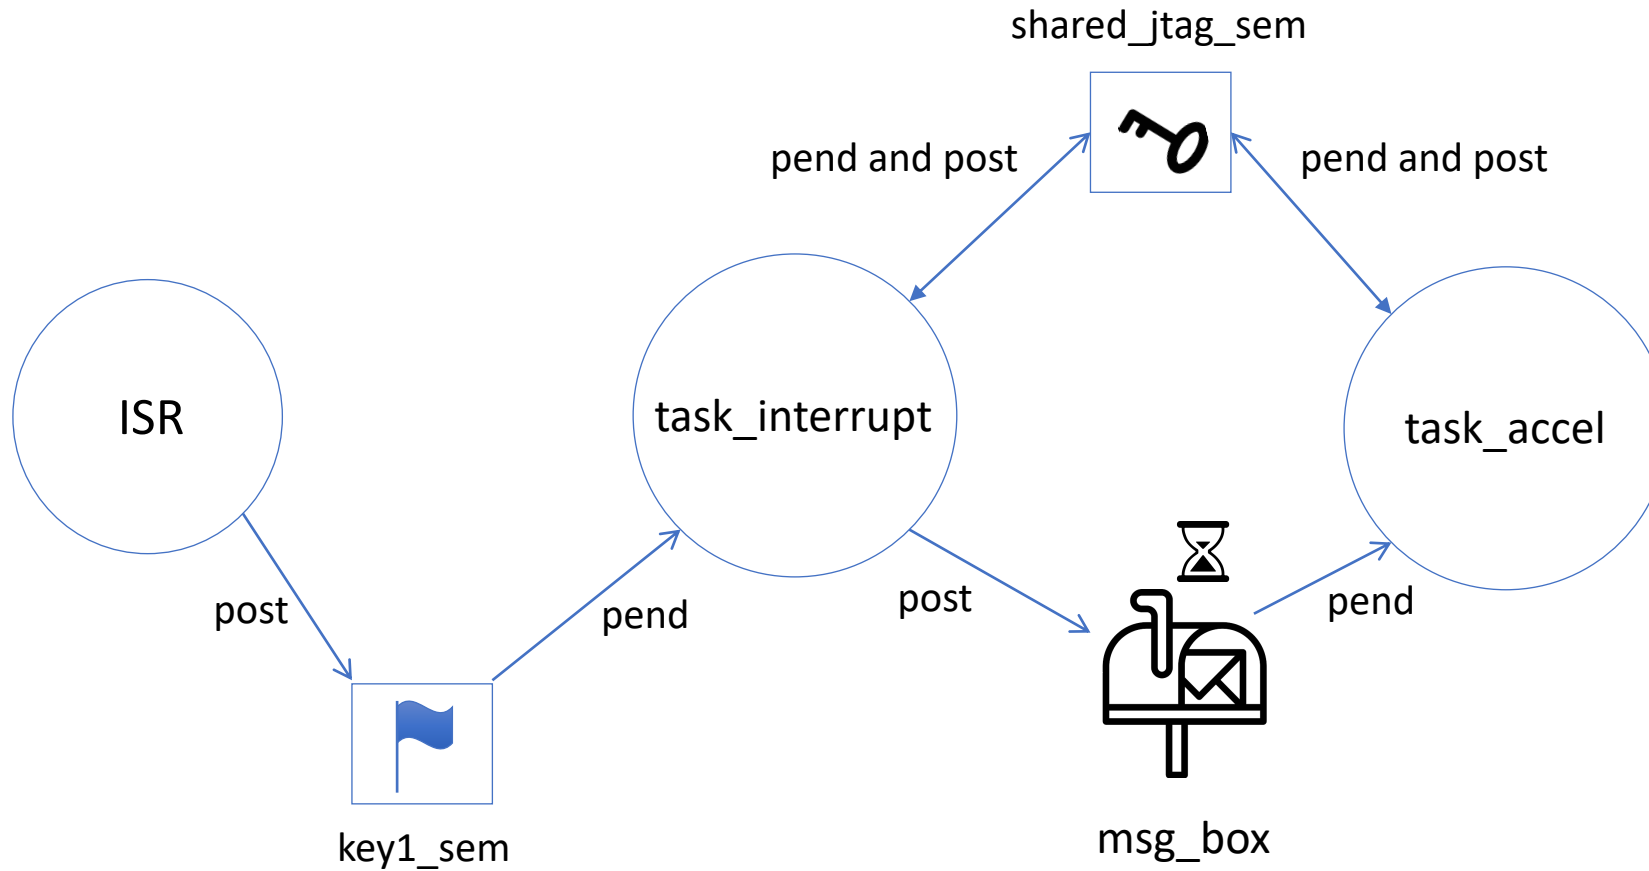 shared_jtag_sem
pend and post
pend and post
ISR
task_interrupt
task_accel
post
pend
post
pend
key1_sem
msg_box